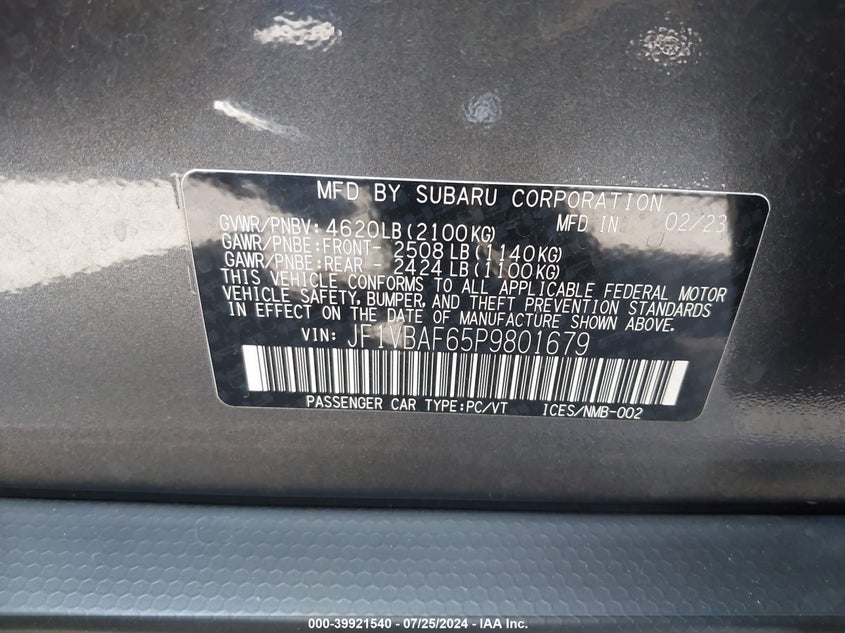 MFD BY SUBARU CORPORATION
GVWR/PNBV: 4620LB(2100KG) MFD IN 02/23
GAWR/PNBE:FRONT- 2508 LB(1140KG)
GAWR/PNBE:REAR - 2424 LB(1100KG)
THIS VEHICLE CONFORMS TO ALL APPLICABLE FEDERAL MOTOR
VEHICLE SAFETY, BUMPER, AND THEFT PREVENTION STANDARDS
IN EFFECT ON THE DATE OF MANUFACTURE SHOWN ABOVE.
VIN: JF1VBAF65P9801679
PASSENGER CAR TYPE:PC/VT ICES/NMB-002
000-39921540 - 07/25/2024 - IAA Inc.